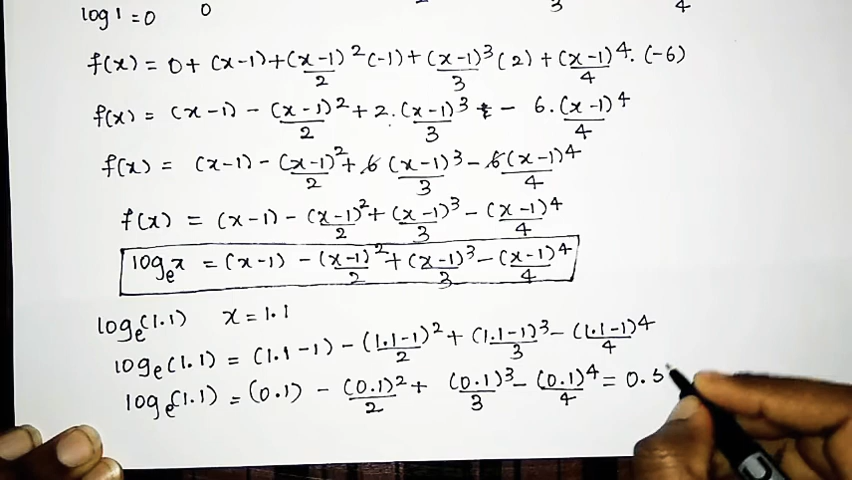 0 2 3 4
log 1 = 0
f(x) = 0 + (x-1) + (x-1)²/2 (-1) + (x-1)³/3 (2) + (x-1)⁴/4 . (-6)
f(x) = (x-1) - (x-1)²/2 + 2 . (x-1)³/3 - 6 . (x-1)⁴/4
f(x) = (x-1) - (x-1)²/2 + 6 (x-1)³/3 - 6 (x-1)⁴/4
f(x) = (x-1) - (x-1)²/2 + (x-1)³/3 - (x-1)⁴/4
logₑx = (x-1) - (x-1)²/2 + (x-1)³/3 - (x-1)⁴/4
logₑ(1.1) x = 1.1
logₑ(1.1) = (1.1-1) - (1.1-1)²/2 + (1.1-1)³/3 - (1.1-1)⁴/4
logₑ(1.1) = (0.1) - (0.1)²/2 + (0.1)³/3 - (0.1)⁴/4 = 0.5